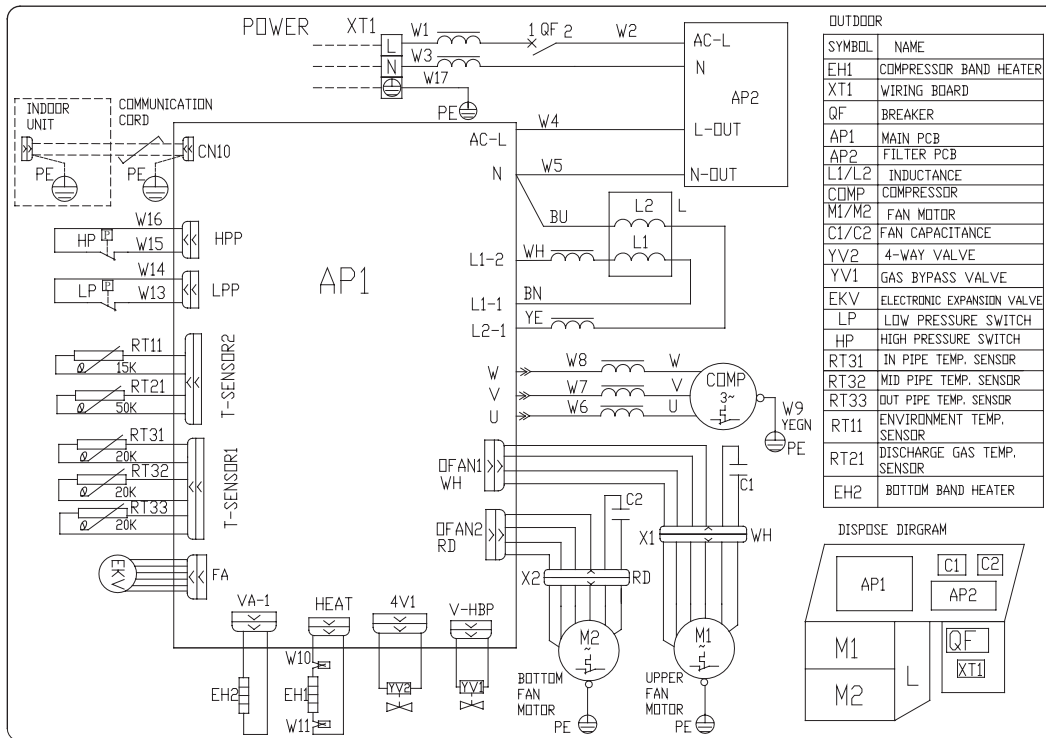 POWER XT1
W1
1 QF 2
W2
L
W3
N
W17
PE
AC-L
N
AP2
L-OUT
N-OUT
INDOOR
UNIT
COMMUNICATION
CORD
PE
PE
CN10
AC-L
W4
N
W5
BU
L2
L
L1
L1-2
WH
L1-1
BN
L2-1
YE
AP1
W16
HP
P
W15
HPP
W14
LP
P
W13
LPP
RT11
15K
RT21
50K
T-SENSOR2
RT31
20K
RT32
20K
RT33
20K
T-SENSOR1
EKV
FA
W
W8
W
V
W7
V
U
W6
U
COMP
3~
W9
YEGN
PE
OFAN1
WH
OFAN2
RD
C1
C2
X1
WH
X2
RD
M2
~
M1
~
BOTTOM
FAN
MOTOR
PE
UPPER
FAN
MOTOR
PE
VA-1
HEAT
4V1
V-HBP
W10
EH2
EH1
W11
YV2
YV1
OUTDOOR
SYMBOL NAME
EH1 COMPRESSOR BAND HEATER
XT1 WIRING BOARD
QF BREAKER
AP1 MAIN PCB
AP2 FILTER PCB
L1/L2 INDUCTANCE
COMP COMPRESSOR
M1/M2 FAN MOTOR
C1/C2 FAN CAPACITANCE
YV2 4-WAY VALVE
YV1 GAS BYPASS VALVE
EKV ELECTRONIC EXPANSION VALVE
LP LOW PRESSURE SWITCH
HP HIGH PRESSURE SWITCH
RT31 IN PIPE TEMP. SENSOR
RT32 MID PIPE TEMP. SENSOR
RT33 OUT PIPE TEMP. SENSOR
RT11 ENVIRONMENT TEMP.
SENSOR
RT21 DISCHARGE GAS TEMP.
SENSOR
EH2 BOTTOM BAND HEATER
DISPOSE DIRGRAM
AP1
C1 C2
AP2
M1
M2
L
QF
XT1